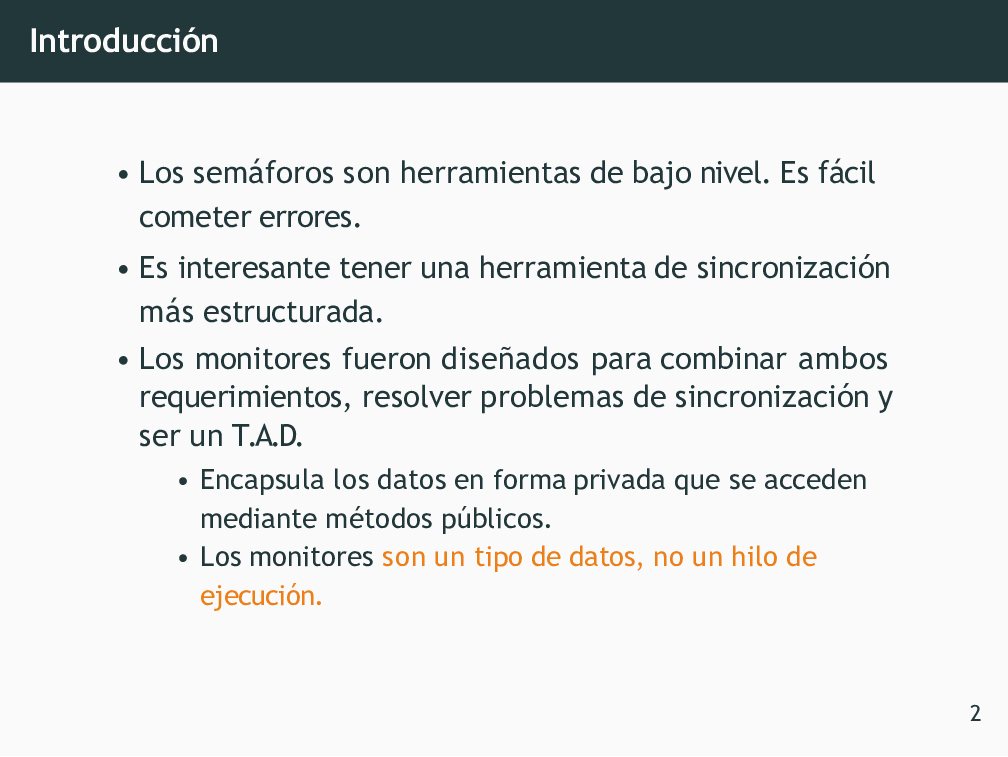 Introducción
• Los semáforos son herramientas de bajo nivel. Es fácil
cometer errores.
• Es interesante tener una herramienta de sincronización
más estructurada.
• Los monitores fueron diseñados para combinar ambos
requerimientos, resolver problemas de sincronización y
ser un T.A.D.
• Encapsula los datos en forma privada que se acceden
mediante métodos públicos.
• Los monitores son un tipo de datos, no un hilo de
ejecución.
2